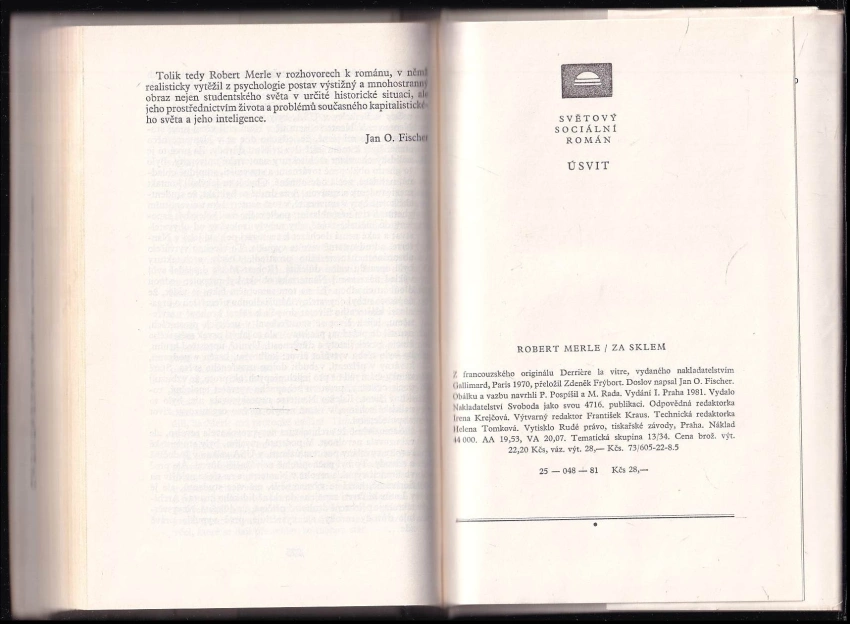 Tolik tedy Robert Merle v rozhovorech k románu, v němž
realisticky vytěžil z psychologie postav výstižný a mnohostranný
obraz nejen studentského světa v určité historické situaci, ale
jeho prostřednictvím života a problémů současného kapitalistické-
ho světa a jeho inteligence.
Jan O. Fischer
SVĚTOVÝ
SOCIÁLNÍ
ROMÁN
ÚSVIT
ROBERT MERLE / ZA SKLEM
Z francouzského originálu Derrière la vitre, vydaného nakladatelstvím
Gallimard, Paris 1970, přeložil Zdeněk Frýbort. Doslov napsal Jan O. Fischer.
Obálku a vazbu navrhli P. Pospíšil a M. Rada. Vydání I. Praha 1981. Vydalo
Nakladatelství Svoboda jako svou 4716. publikaci. Odpovědná redaktorka
Irena Krejčová. Výtvarný redaktor František Kraus. Technická redaktorka
Helena Tomková. Vytisklo Rudé právo, tiskařské závody, Praha. Náklad
44 000. AA 19,53, VA 20,07. Tematická skupina 13/34. Cena brož. výt.
22,20 Kčs, váz. výt. 28,— Kčs. 73/605-22-8.5
25 — 048 — 81 Kčs 28,—